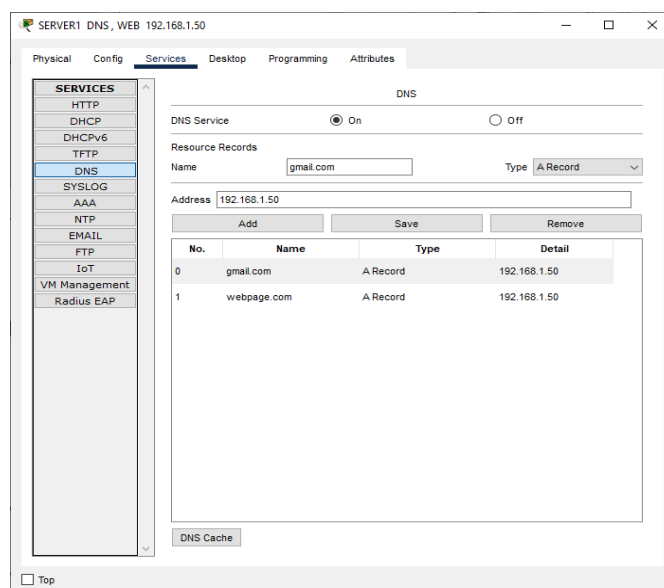 SERVER1 DNS , WEB 192.168.1.50
Physical Config Services Desktop Programming Attributes
SERVICES
HTTP
DHCP
DHCPv6
TFTP
DNS
SYSLOG
AAA
NTP
EMAIL
FTP
IoT
VM Management
Radius EAP
DNS
DNS Service On Off
Resource Records
Name gmail.com Type A Record
Address 192.168.1.50
Add Save Remove
No. Name Type Detail
0 gmail.com A Record 192.168.1.50
1 webpage.com A Record 192.168.1.50
DNS Cache
Top